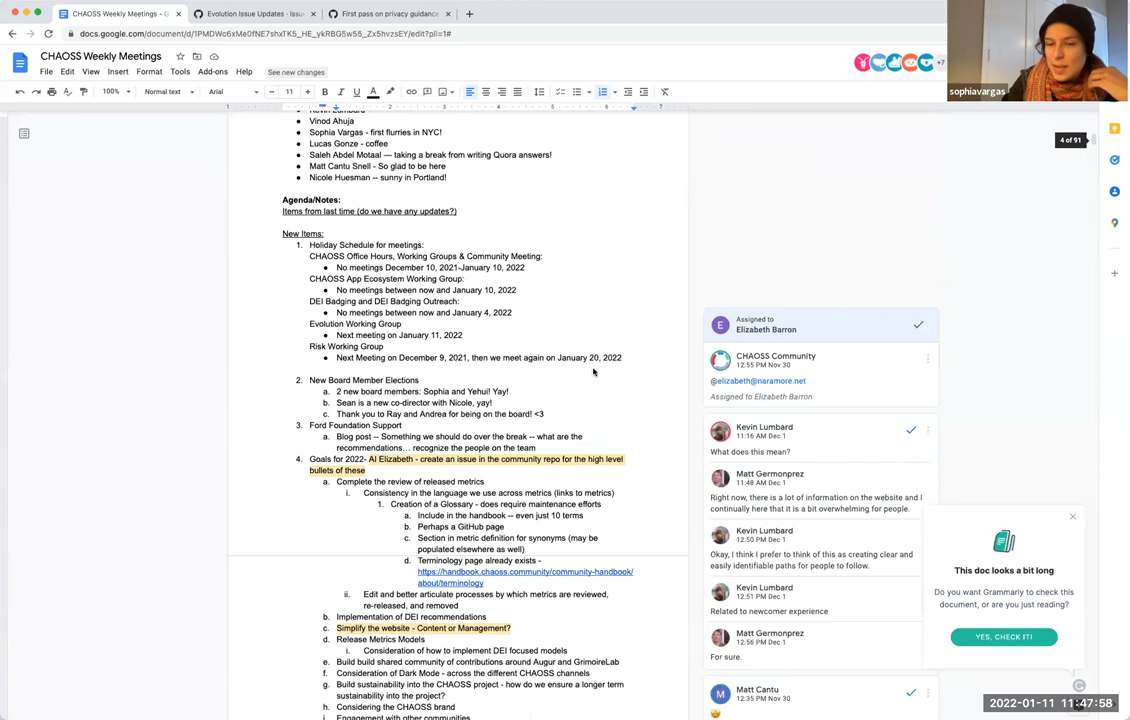 CHAOSS Weekly Meetings - G
Evolution Issue Updates - Issu
First pass on privacy guidance
docs.google.com/document/d/1PMDWc6xMe0fNE7shxTK5_HE_ykRBG5w55_Zx5hvzsEY/edit?pli=1#
CHAOSS Weekly Meetings
File Edit View Insert Format Tools Add-ons Help See new changes
+7
100% Normal text Arial 11
sophiavargas
4 of 91
Vinod Ahuja
Sophia Vargas - first flurries in NYC!
Lucas Gonze - coffee
Saleh Abdel Motaal — taking a break from writing Quora answers!
Matt Cantu Snell - So glad to be here
Nicole Huesman -- sunny in Portland!
Agenda/Notes:
Items from last time (do we have any updates?)
New Items:
1. Holiday Schedule for meetings:
CHAOSS Office Hours, Working Groups & Community Meeting:
● No meetings December 10, 2021-January 10, 2022
CHAOSS App Ecosystem Working Group:
● No meetings between now and January 10, 2022
DEI Badging and DEI Badging Outreach:
● No meetings between now and January 4, 2022
Evolution Working Group
● Next meeting on January 11, 2022
Risk Working Group
● Next Meeting on December 9, 2021, then we meet again on January 20, 2022
2. New Board Member Elections
a. 2 new board members: Sophia and Yehui! Yay!
b. Sean is a new co-director with Nicole, yay!
c. Thank you to Ray and Andrea for being on the board! <3
3. Ford Foundation Support
a. Blog post -- Something we should do over the break -- what are the
recommendations… recognize the people on the team
4. Goals for 2022- AI Elizabeth - create an issue in the community repo for the high level
bullets of these
a. Complete the review of released metrics
i. Consistency in the language we use across metrics (links to metrics)
1. Creation of a Glossary - does require maintenance efforts
a. Include in the handbook -- even just 10 terms
b. Perhaps a GitHub page
c. Section in metric definition for synonyms (may be
populated elsewhere as well)
d. Terminology page already exists -
https://handbook.chaoss.community/community-handbook/
about/terminology
ii. Edit and better articulate processes by which metrics are reviewed,
re-released, and removed
b. Implementation of DEI recommendations
c. Simplify the website - Content or Management?
d. Release Metrics Models
i. Consideration of how to implement DEI focused models
e. Build build shared community of contributions around Augur and GrimoireLab
f. Consideration of Dark Mode - across the different CHAOSS channels
g. Build sustainability into the CHAOSS project - how do we ensure a longer term
sustainability into the project?
h. Considering the CHAOSS brand
i. Engagement with other communities
E
Assigned to
Elizabeth Barron
CHAOSS Community
12:55 PM Nov 30
@elizabeth@naramore.net
Assigned to Elizabeth Barron
Kevin Lumbard
11:16 AM Dec 1
What does this mean?
Matt Germonprez
11:48 AM Dec 1
Right now, there is a lot of information on the website and I
continually here that it is a bit overwhelming for people.
Kevin Lumbard
12:50 PM Dec 1
Okay, I think I prefer to think of this as creating clear and
easily identifiable paths for people to follow.
Kevin Lumbard
12:51 PM Dec 1
Related to newcomer experience
Matt Germonprez
12:56 PM Dec 1
For sure.
M
Matt Cantu
12:35 PM Nov 30
This doc looks a bit long
Do you want Grammarly to check this
document, or are you just reading?
YES, CHECK IT!
2022-01-11 11:47:58